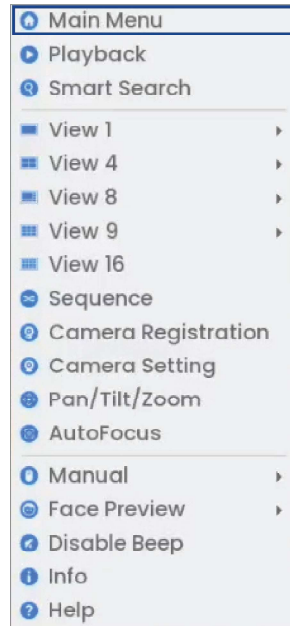 Main Menu
Playback
Smart Search
View 1
View 4
View 8
View 9
View 16
Sequence
Camera Registration
Camera Setting
Pan/Tilt/Zoom
AutoFocus
Manual
Face Preview
Disable Beep
Info
Help